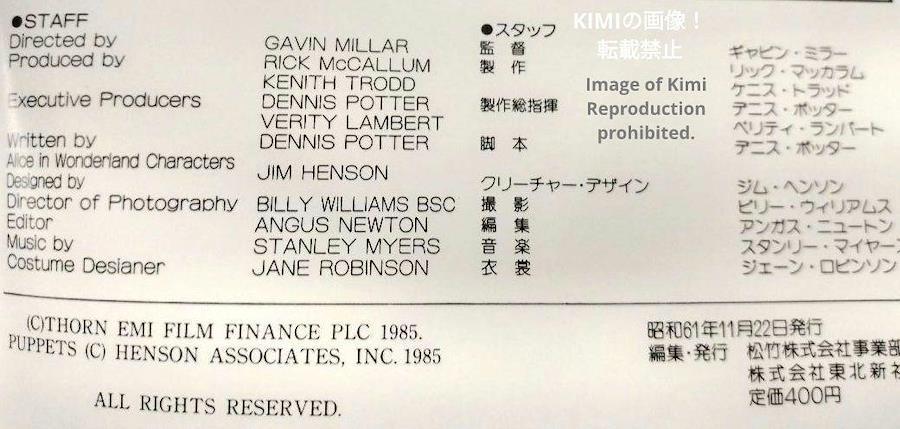 ●STAFF
Directed by GAVIN MILLAR
Produced by RICK McCALLUM
KENITH TRODD
Executive Producers DENNIS POTTER
VERITY LAMBERT
Written by DENNIS POTTER
Alice in Wonderland Characters
Designed by JIM HENSON
Director of Photography BILLY WILLIAMS BSC
Editor ANGUS NEWTON
Music by STANLEY MYERS
Costume Desianer JANE ROBINSON
●スタッフ
監督 ギャビン・ミラー
製作 リック・マッカラム
ケニス・トラッド
製作総指揮 デニス・ポッター
ベリティ・ランバート
脚本 デニス・ポッター
クリーチャー・デザイン ジム・ヘンソン
撮影 ビリー・ウィリアムス
編集 アンガス・ニュートン
音楽 スタンリー・マイヤース
衣裳 ジェーン・ロビンソン
KIMIの画像！
転載禁止
Image of Kimi
Reproduction
prohibited.
(C)THORN EMI FILM FINANCE PLC 1985.
PUPPETS (C) HENSON ASSOCIATES, INC. 1985
ALL RIGHTS RESERVED.
昭和61年11月22日発行
編集・発行 松竹株式会社事業部
株式会社東北新社
定価400円